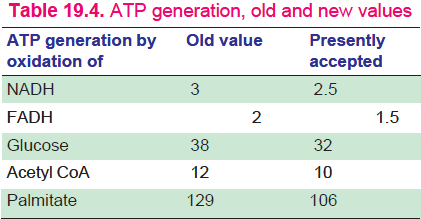 Table 19.4. ATP generation, old and new values
ATP generation by Old value Presently
oxidation of accepted
NADH 3 2.5
FADH 2 1.5
Glucose 38 32
Acetyl CoA 12 10
Palmitate 129 106